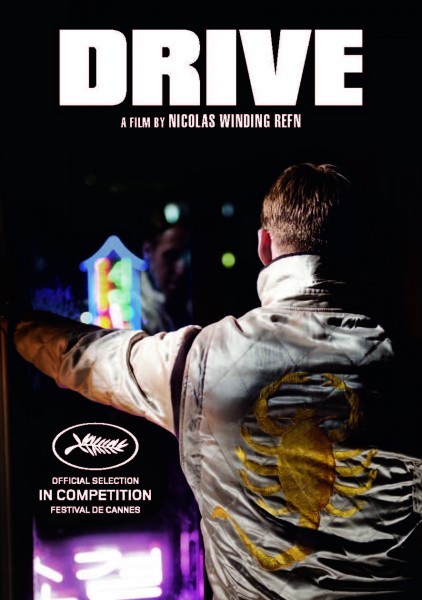 DRIVE
A FILM BY NICOLAS WINDING REFN
OFFICIAL SELECTION
IN COMPETITION
FESTIVAL DE CANNES